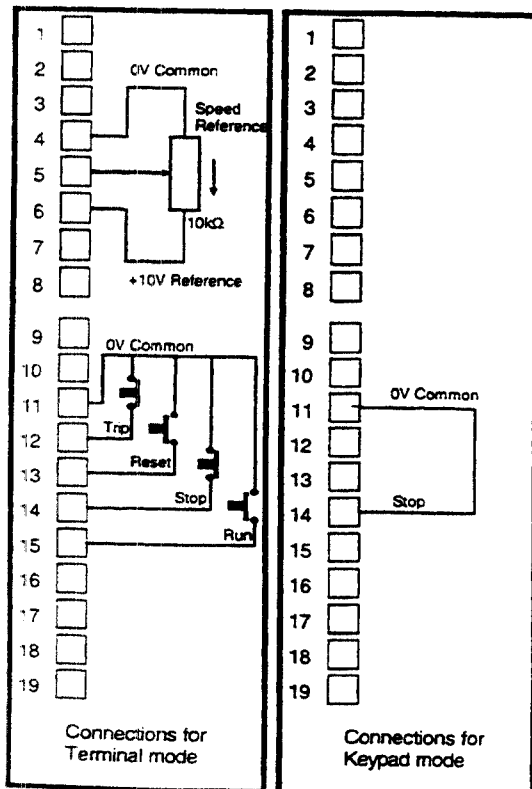 1
2
0V Common
3
Speed
Reference
4
5
6
10kΩ
7
+10V Reference
8
9
0V Common
10
11
Trip
12
Reset
13
Stop
14
Run
15
16
17
18
19
Connections for
Terminal mode
1
2
3
4
5
6
7
8
9
10
0V Common
11
12
13
Stop
14
15
16
17
18
19
Connections for
Keypad mode